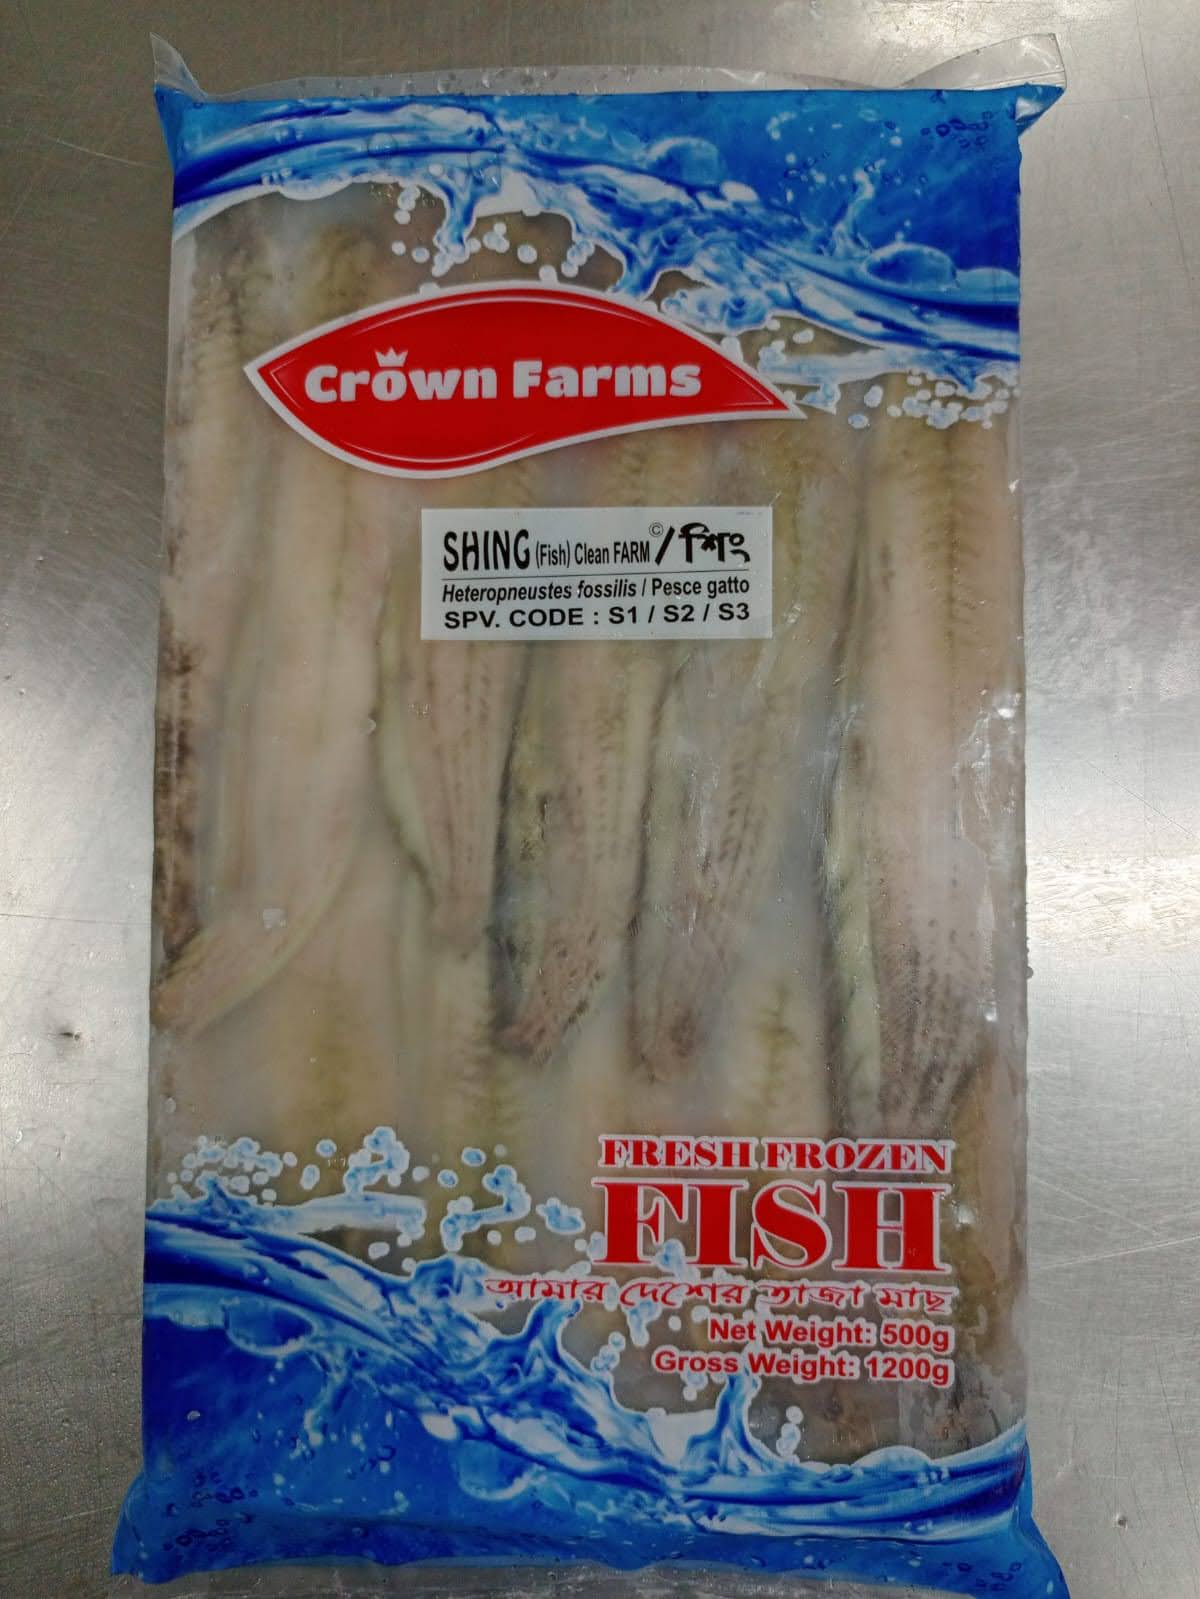 Crown Farms
SHING (Fish) Clean FARM © / শিং
Heteropneustes fossilis / Pesce gatto
SPV. CODE : S1 / S2 / S3
FRESH FROZEN
FISH
আমার দেশের তাজা মাছ
Net Weight: 500g
Gross Weight: 1200g